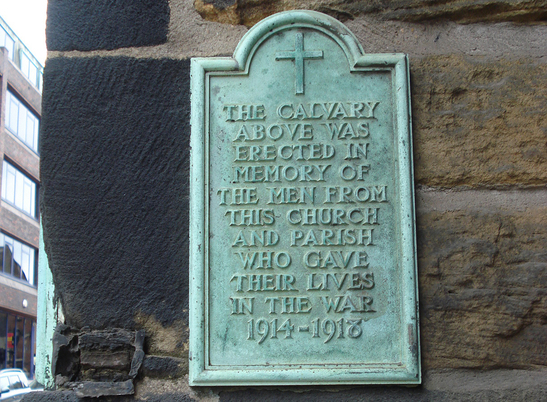 THE CALVARY
ABOVE WAS
ERECTED IN
MEMORY OF
THE MEN FROM
THIS CHURCH
AND PARISH
WHO GAVE
THEIR LIVES
IN THE WAR
1914-1918